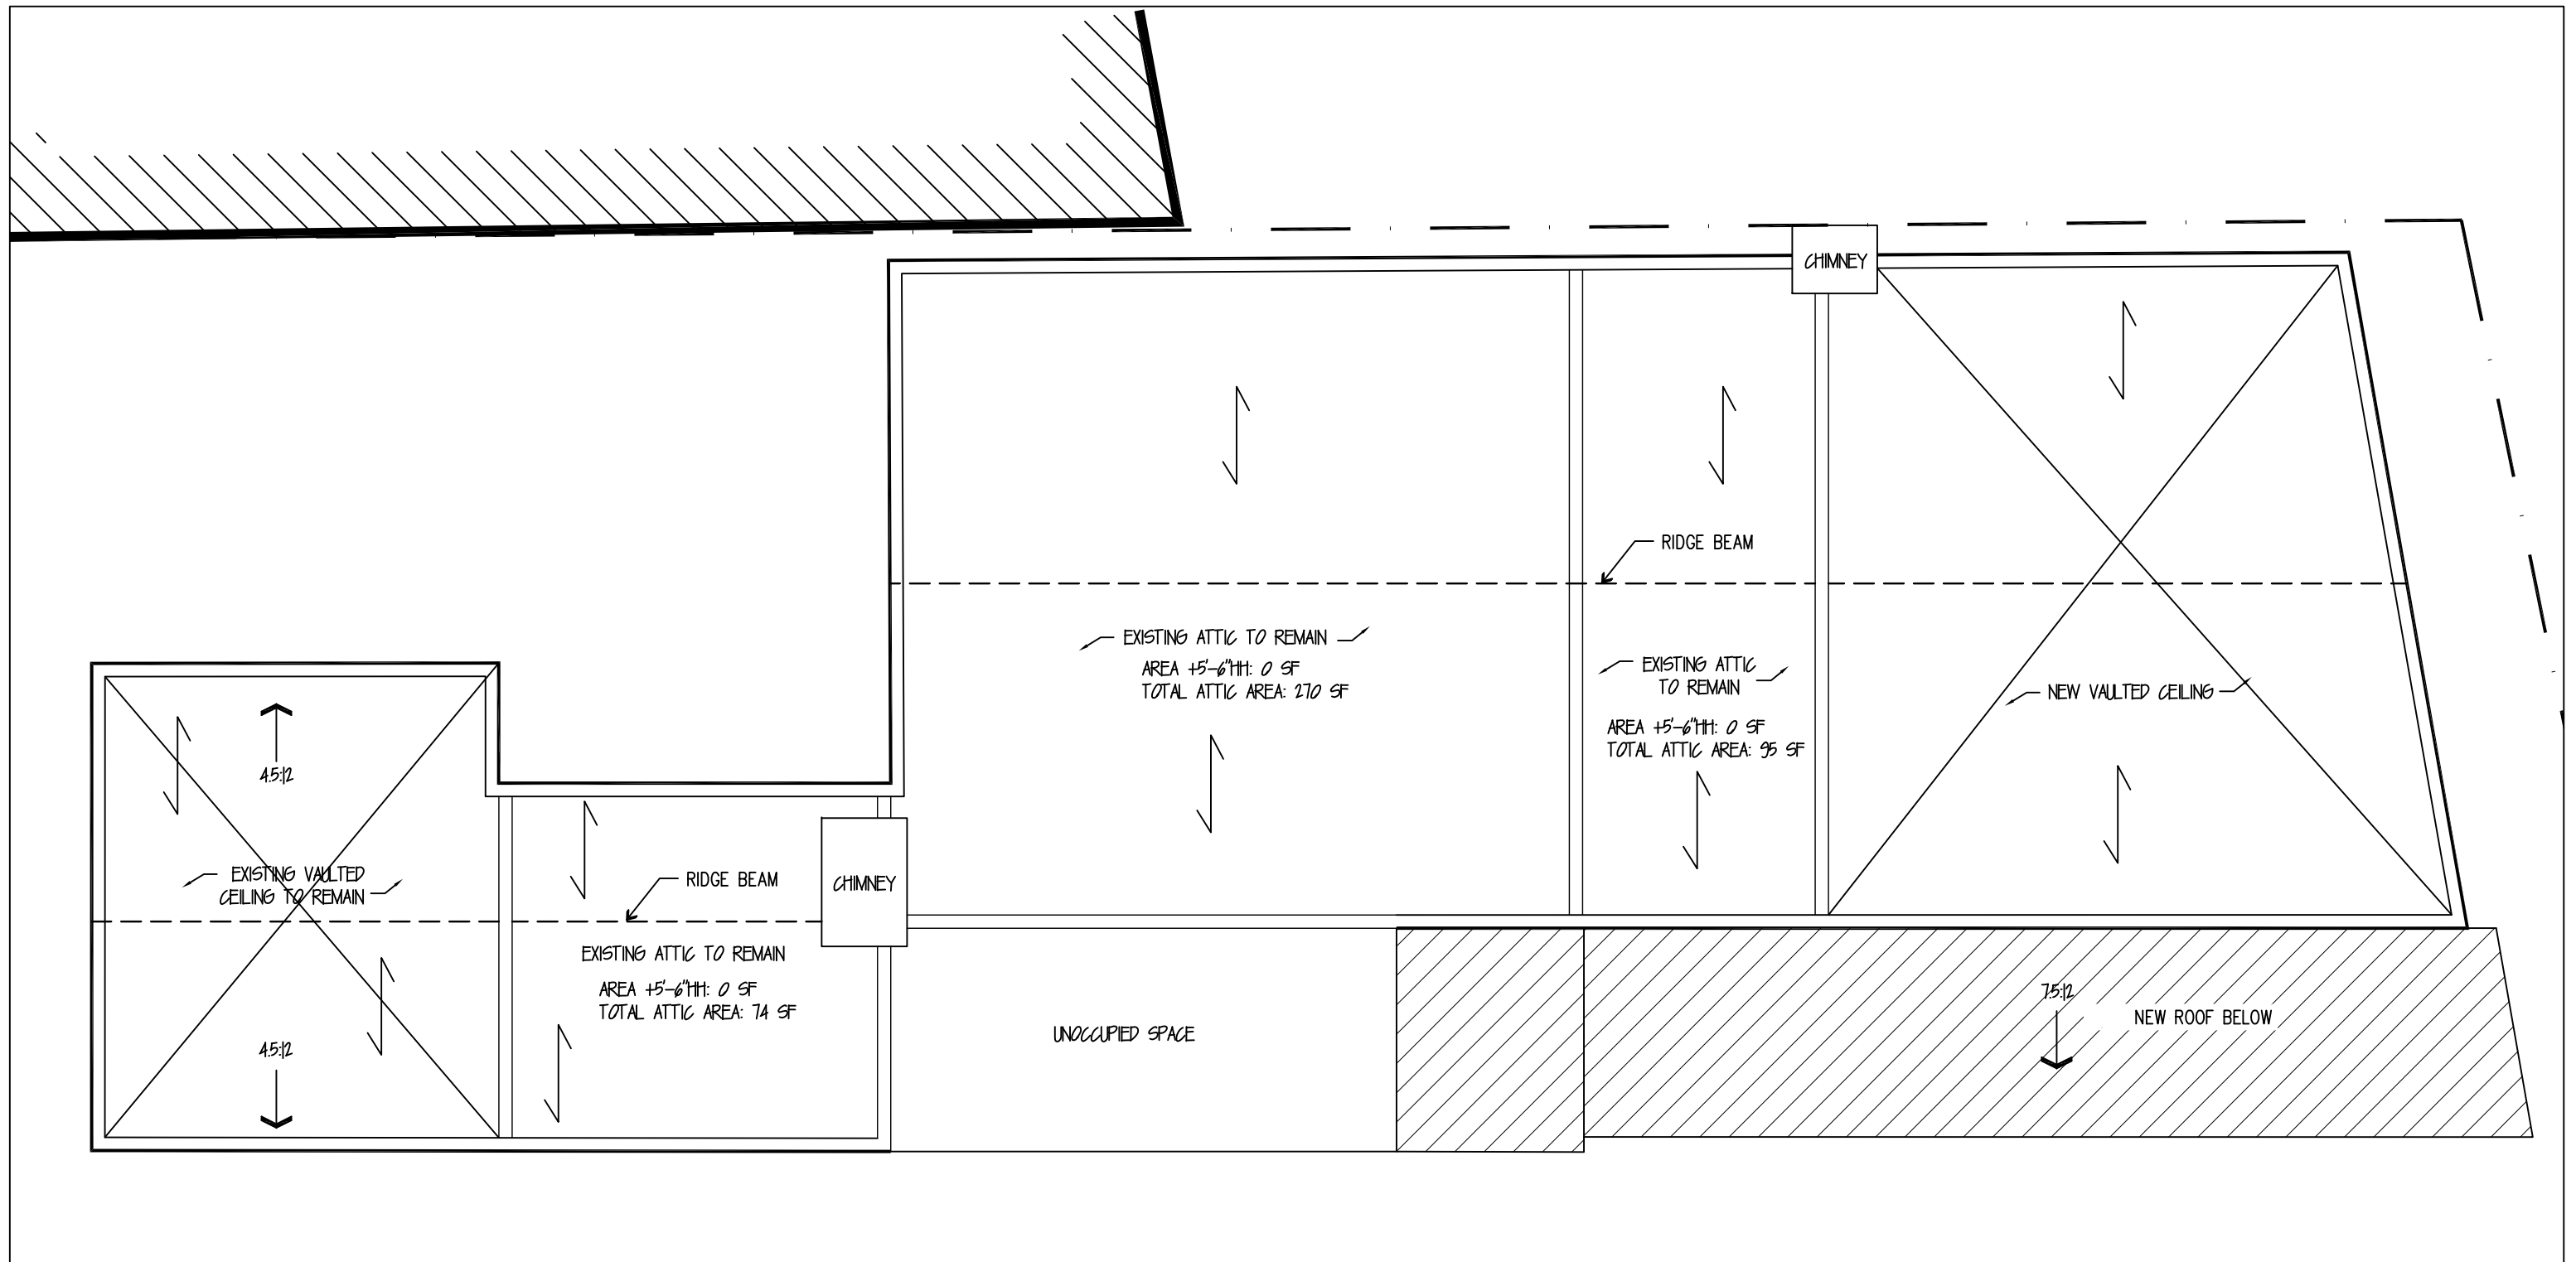 CHIMNEY
RIDGE BEAM
EXISTING ATTIC TO REMAIN
AREA +5'-6"HH: 0 SF
TOTAL ATTIC AREA: 270 SF
EXISTING ATTIC
TO REMAIN
AREA +5'-6"HH: 0 SF
TOTAL ATTIC AREA: 95 SF
NEW VAULTED CEILING
4.5:12
EXISTING VAULTED
CEILING TO REMAIN
4.5:12
RIDGE BEAM
CHIMNEY
EXISTING ATTIC TO REMAIN
AREA +5'-6"HH: 0 SF
TOTAL ATTIC AREA: 74 SF
UNOCCUPIED SPACE
7.5:12
NEW ROOF BELOW